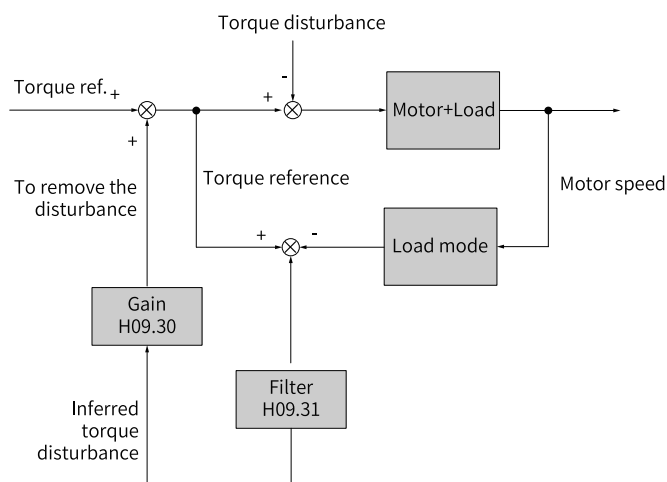 Torque disturbance
-
Torque ref. +
+
Motor+Load
+
To remove the
disturbance
Torque reference
Motor speed
+
-
Load mode
Gain
H09.30
Filter
H09.31
Inferred
torque
disturbance